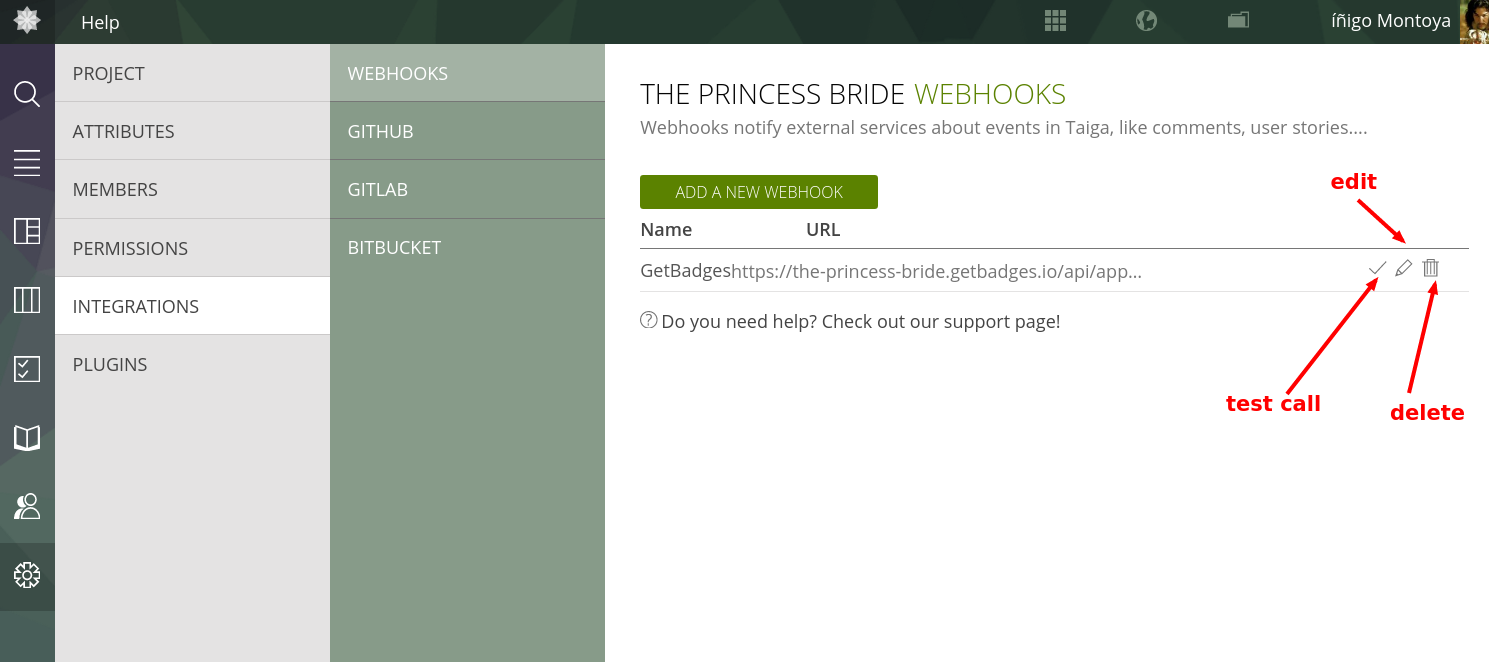 Help
íñigo Montoya
PROJECT
ATTRIBUTES
MEMBERS
PERMISSIONS
INTEGRATIONS
PLUGINS
WEBHOOKS
GITHUB
GITLAB
BITBUCKET
THE PRINCESS BRIDE WEBHOOKS
Webhooks notify external services about events in Taiga, like comments, user stories....
edit
ADD A NEW WEBHOOK
Name URL
GetBadges https://the-princess-bride.getbadges.io/api/app...
? Do you need help? Check out our support page!
test call
delete